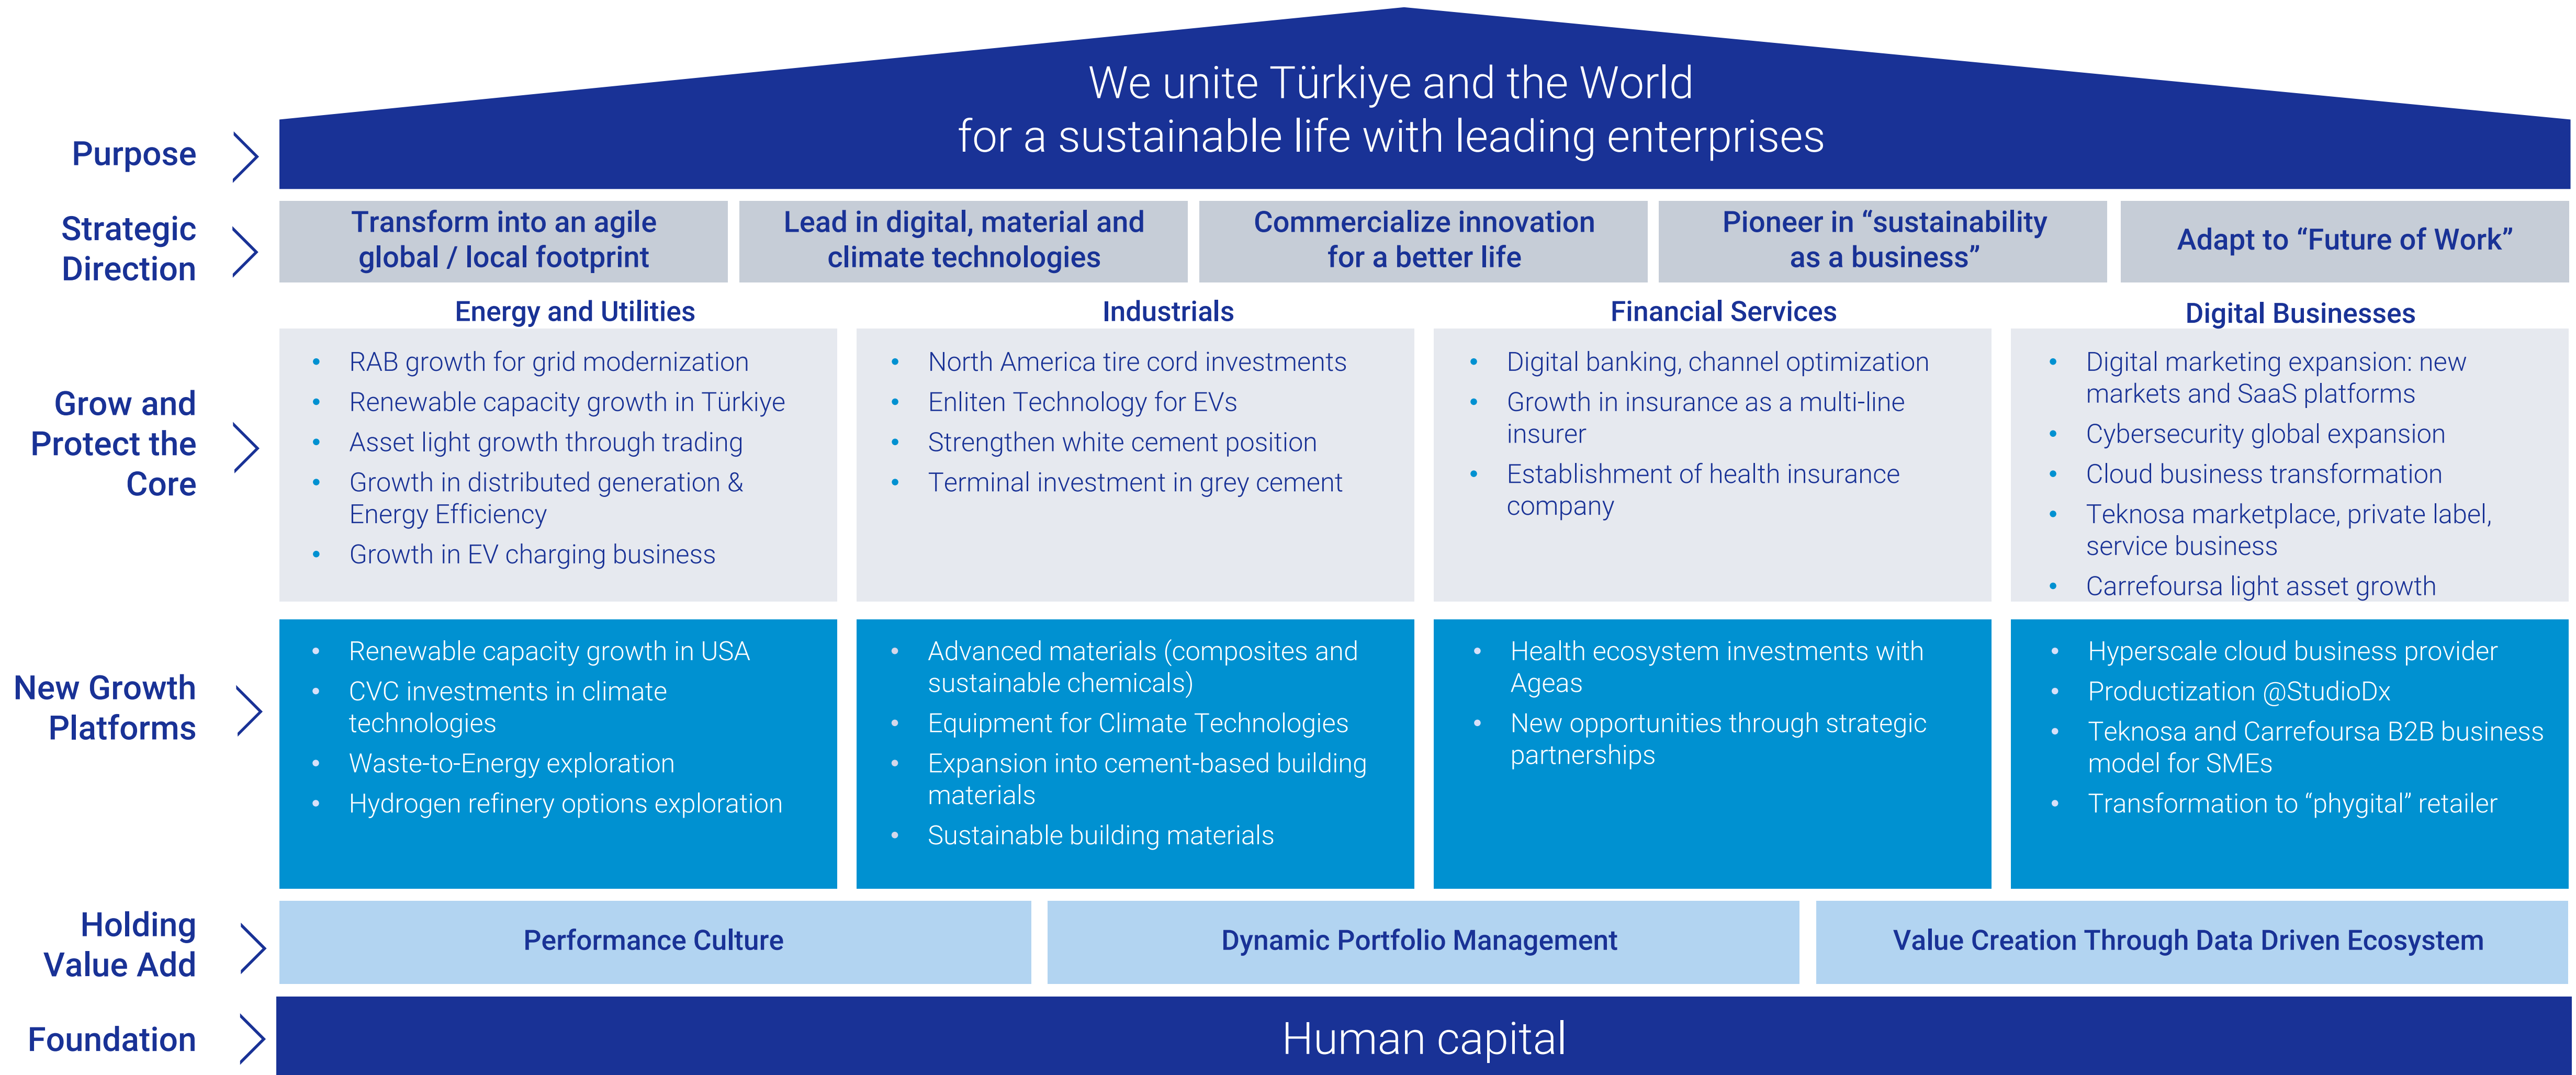 We unite Türkiye and the World
for a sustainable life with leading enterprises
Purpose
Strategic
Direction
Transform into an agile
global / local footprint
Lead in digital, material and
climate technologies
Commercialize innovation
for a better life
Pioneer in “sustainability
as a business”
Adapt to “Future of Work”
Grow and
Protect the
Core
Energy and Utilities
• RAB growth for grid modernization
• Renewable capacity growth in Türkiye
• Asset light growth through trading
• Growth in distributed generation &
Energy Efficiency
• Growth in EV charging business
Industrials
• North America tire cord investments
• Enliten Technology for EVs
• Strengthen white cement position
• Terminal investment in grey cement
Financial Services
• Digital banking, channel optimization
• Growth in insurance as a multi-line
insurer
• Establishment of health insurance
company
Digital Businesses
• Digital marketing expansion: new
markets and SaaS platforms
• Cybersecurity global expansion
• Cloud business transformation
• Teknosa marketplace, private label,
service business
• Carrefoursa light asset growth
New Growth
Platforms
• Renewable capacity growth in USA
• CVC investments in climate
technologies
• Waste-to-Energy exploration
• Hydrogen refinery options exploration
• Advanced materials (composites and
sustainable chemicals)
• Equipment for Climate Technologies
• Expansion into cement-based building
materials
• Sustainable building materials
• Health ecosystem investments with
Ageas
• New opportunities through strategic
partnerships
• Hyperscale cloud business provider
• Productization @StudioDx
• Teknosa and Carrefoursa B2B business
model for SMEs
• Transformation to “phygital” retailer
Holding
Value Add
Performance Culture
Dynamic Portfolio Management
Value Creation Through Data Driven Ecosystem
Foundation
Human capital